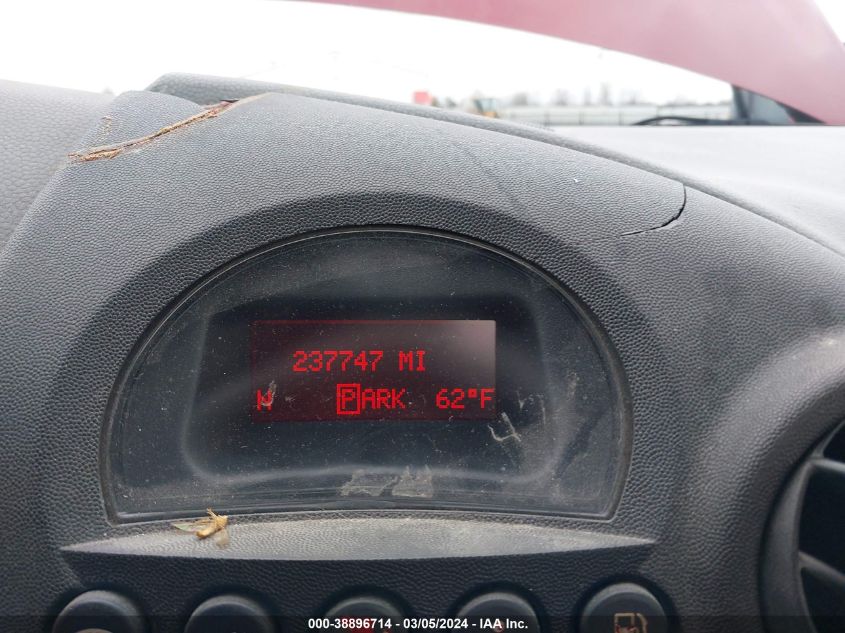 237747 MI
W PARK 62°F
000-38896714 - 03/05/2024 - © IAA, Inc.